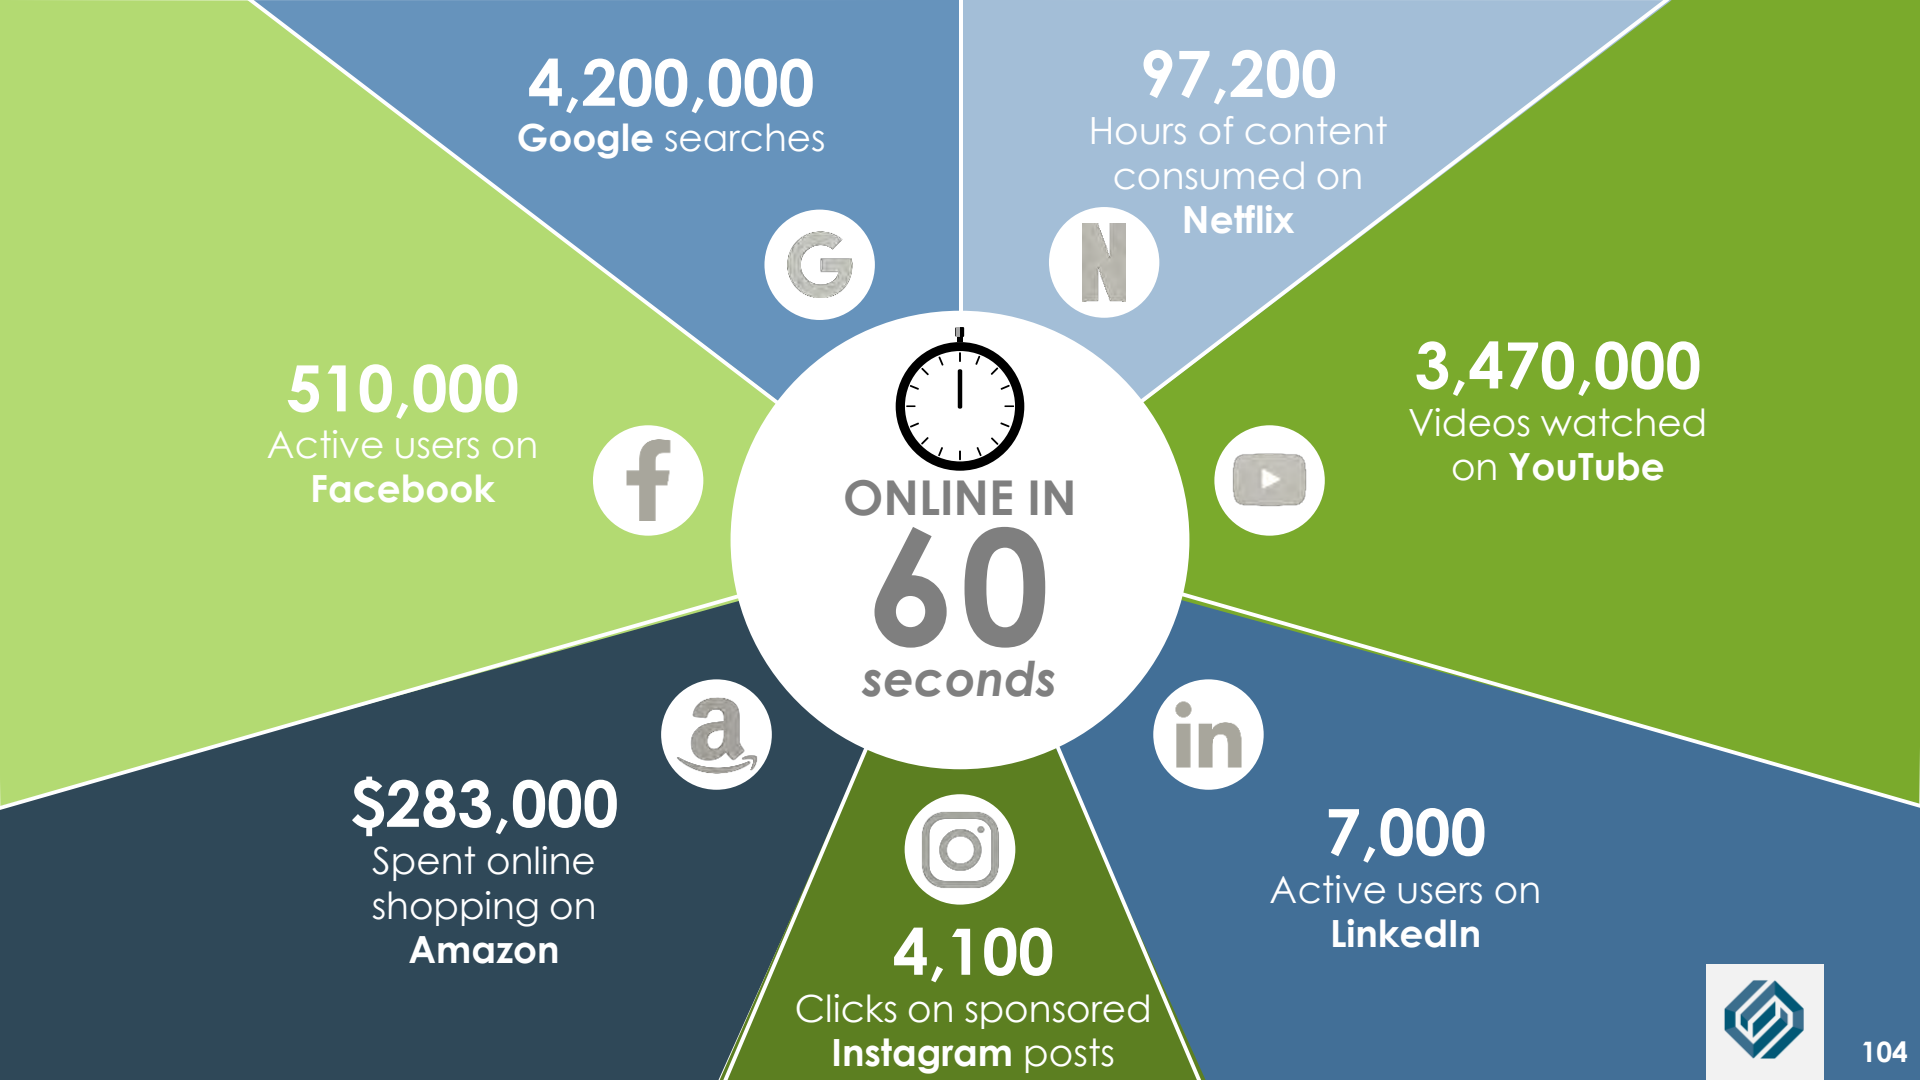 4,200,000
Google searches
97,200
Hours of content
consumed on
Netflix
510,000
Active users on
Facebook
3,470,000
Videos watched
on YouTube
ONLINE IN
60
seconds
$283,000
Spent online
shopping on
Amazon
7,000
Active users on
LinkedIn
4,100
Clicks on sponsored
Instagram posts
104